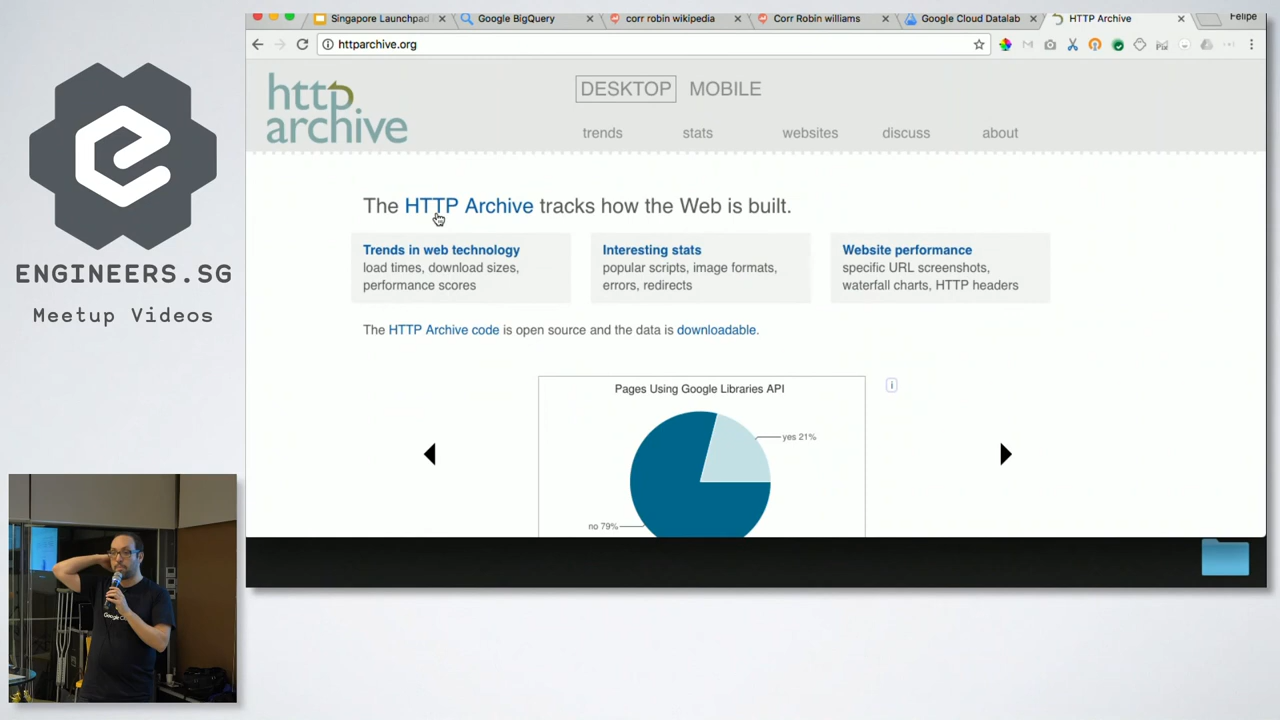 Singapore Launchpad
Google BigQuery
corr robin wikipedia
Corr Robin williams
Google Cloud Datalab
HTTP Archive
Felipe
httparchive.org
http
archive
DESKTOP
MOBILE
trends
stats
websites
discuss
about
The HTTP Archive tracks how the Web is built.
Trends in web technology
load times, download sizes,
performance scores
Interesting stats
popular scripts, image formats,
errors, redirects
Website performance
specific URL screenshots,
waterfall charts, HTTP headers
The HTTP Archive code is open source and the data is downloadable.
Pages Using Google Libraries API
i
yes 21%
no 79%
ENGINEERS.SG
Meetup Videos